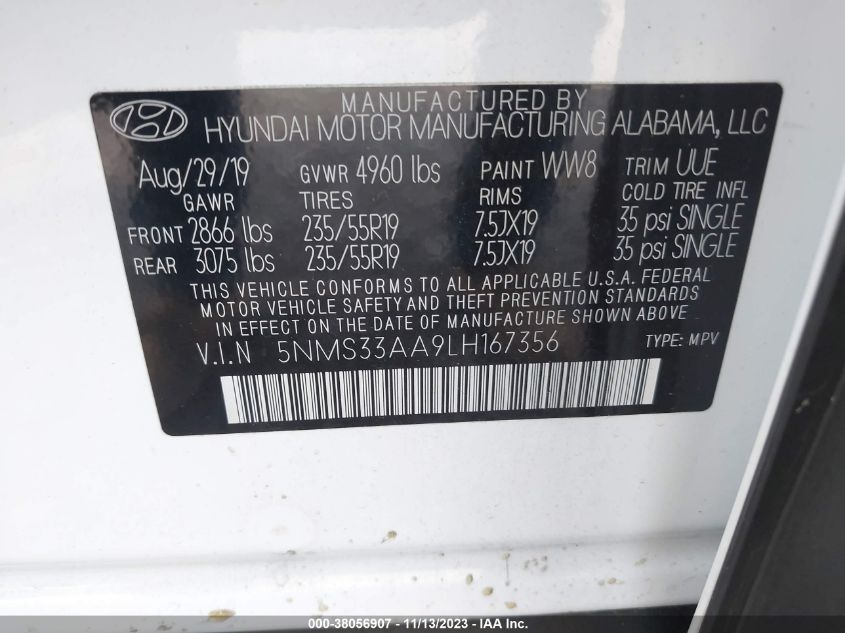 MANUFACTURED BY
HYUNDAI MOTOR MANUFACTURING ALABAMA, LLC
Aug/29/19 GVWR 4960 lbs PAINT WW8 TRIM UUE
GAWR TIRES RIMS COLD TIRE INFL
FRONT 2866 lbs 235/55R19 7.5JX19 35 psi SINGLE
REAR 3075 lbs 235/55R19 7.5JX19 35 psi SINGLE
THIS VEHICLE CONFORMS TO ALL APPLICABLE U.S.A. FEDERAL
MOTOR VEHICLE SAFETY AND THEFT PREVENTION STANDARDS
IN EFFECT ON THE DATE OF MANUFACTURE SHOWN ABOVE
V.I.N 5NMS33AA9LH167356 TYPE: MPV
000-38056907 - 11/13/2023 - IAA Inc.